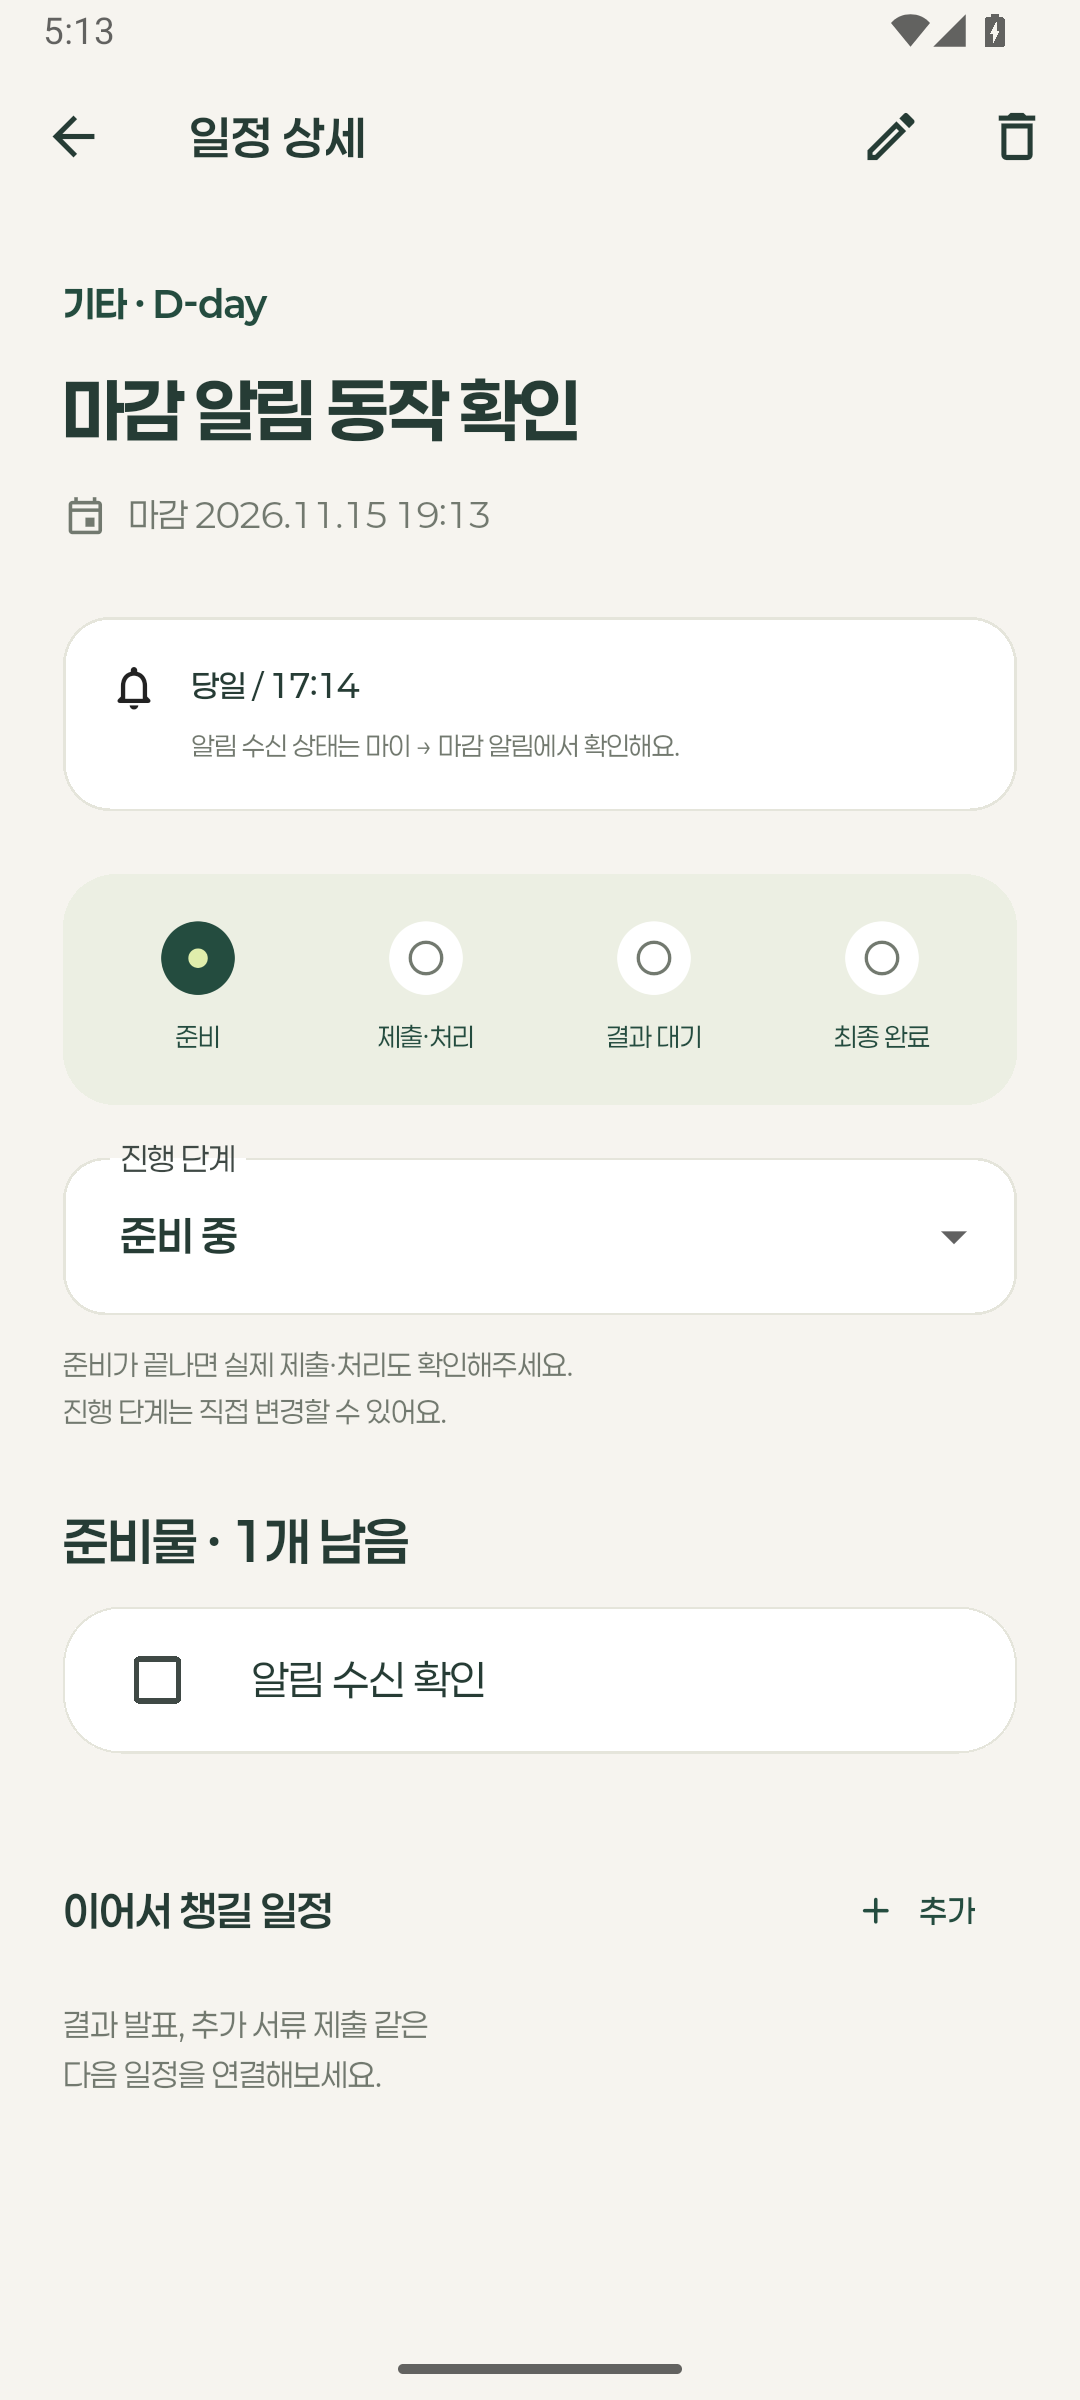 5:13
일정 상세
기타 · D-day
마감 알림 동작 확인
마감 2026.11.15 19:13
당일 / 17:14
알림 수신 상태는 마이 → 마감 알림에서 확인해요.
준비
제출·처리
결과 대기
최종 완료
진행 단계
준비 중
준비가 끝나면 실제 제출·처리도 확인해주세요.
진행 단계는 직접 변경할 수 있어요.
준비물 · 1개 남음
알림 수신 확인
이어서 챙길 일정
+ 추가
결과 발표, 추가 서류 제출 같은
다음 일정을 연결해보세요.